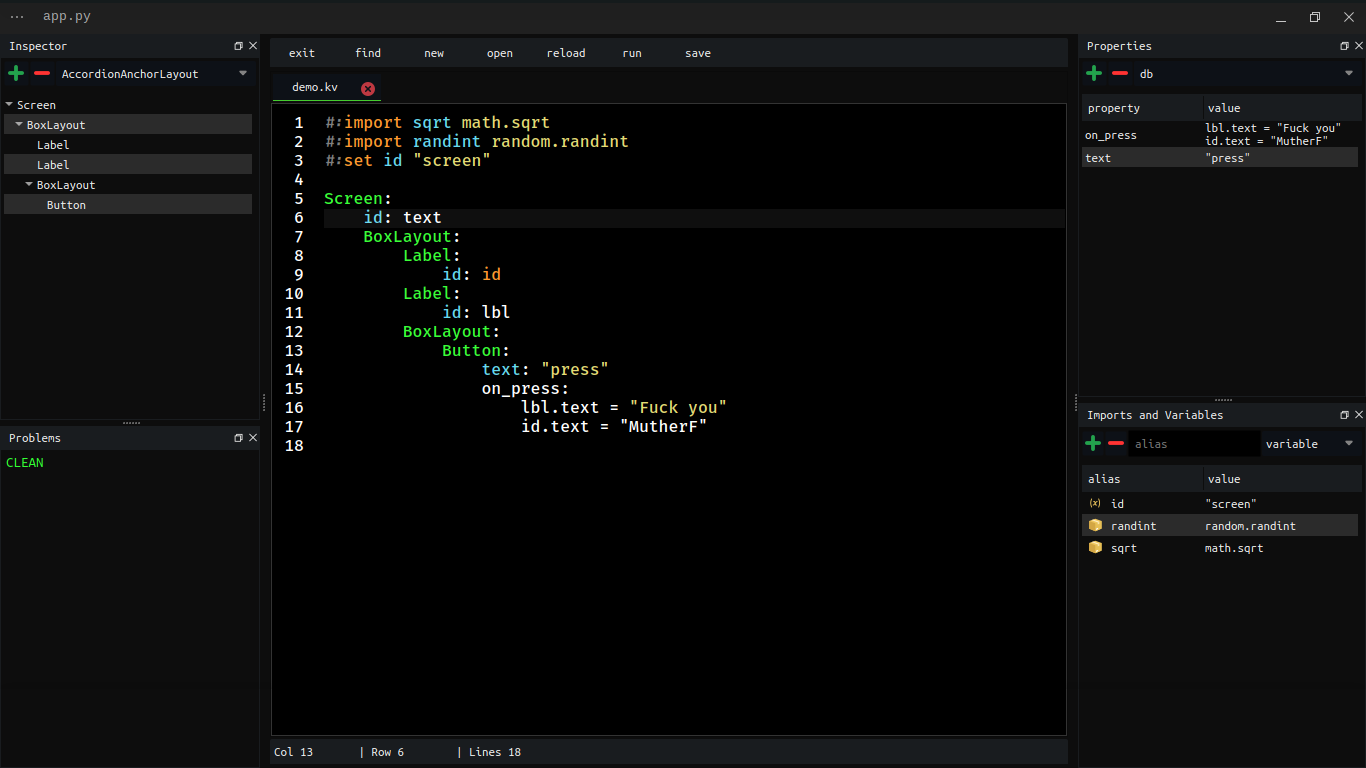 ··· app.py
Inspector
AccordionAnchorLayout
Screen
BoxLayout
Label
Label
BoxLayout
Button
Problems
CLEAN
exit find new open reload run save
demo.kv
1 #:import sqrt math.sqrt
2 #:import randint random.randint
3 #:set id "screen"
4
5 Screen:
6     id: text
7     BoxLayout:
8         Label:
9             id: id
10         Label:
11             id: lbl
12         BoxLayout:
13             Button:
14                 text: "press"
15                 on_press:
16                     lbl.text = "Fuck you"
17                     id.text = "MutherF"
18
Col 13 | Row 6 | Lines 18
Properties
db
property value
on_press lbl.text = "Fuck you"
id.text = "MutherF"
text "press"
Imports and Variables
alias variable
alias value
(x) id "screen"
randint random.randint
sqrt math.sqrt